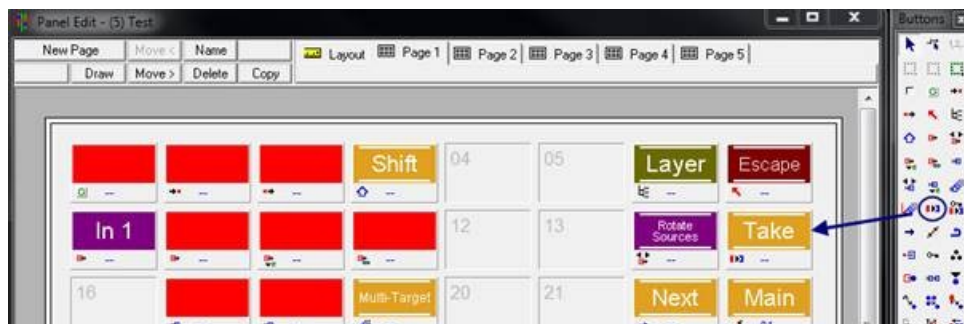 Panel Edit - (5) Test
Buttons
New Page Move < Name
Layout Page 1 Page 2 Page 3 Page 4 Page 5
Draw Move > Delete Copy
Shift 04 05 Layer Escape
-- -- -- -- -- --
In 1 12 13 Rotate Sources Take
-- -- -- -- -- --
16 Multi-Target 20 21 Next Main